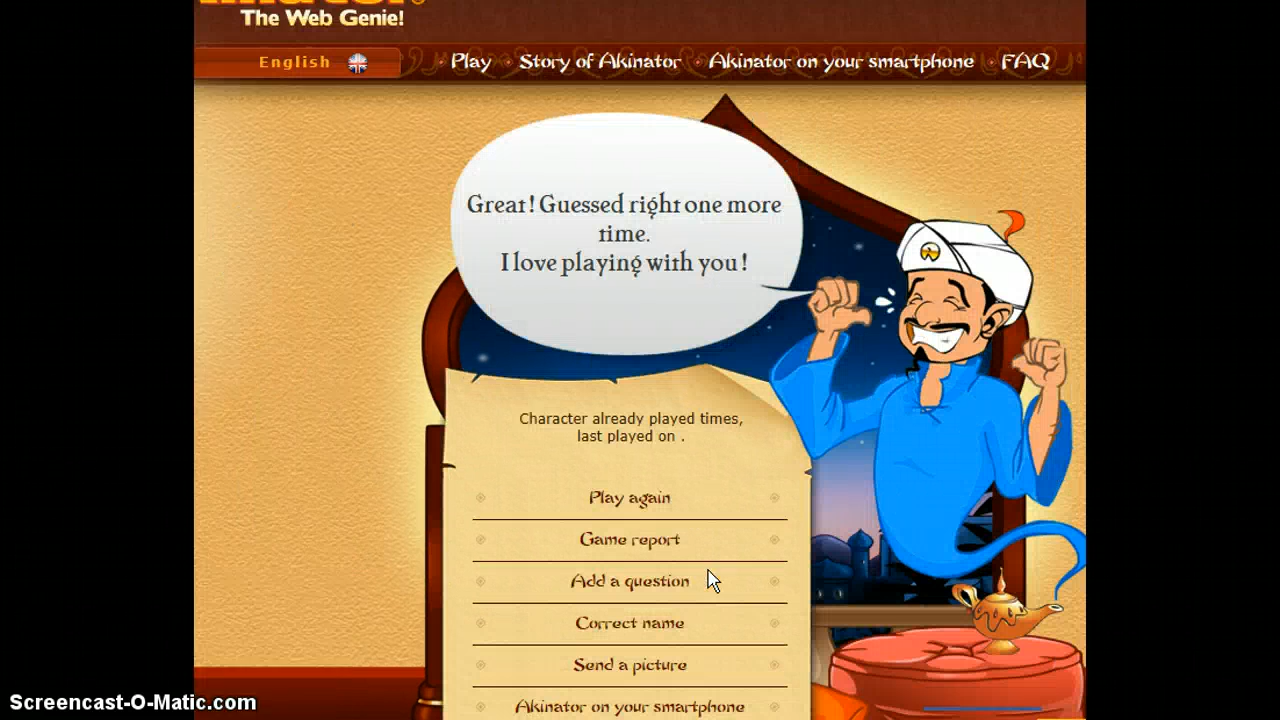 The Web Genie!
English
Play
Story of Akinator
Akinator on your smartphone
FAQ
Great! Guessed right one more
time.
I love playing with you!
Character already played times,
last played on .
Play again
Game report
Add a question
Correct name
Send a picture
Akinator on your smartphone
Screencast-O-Matic.com